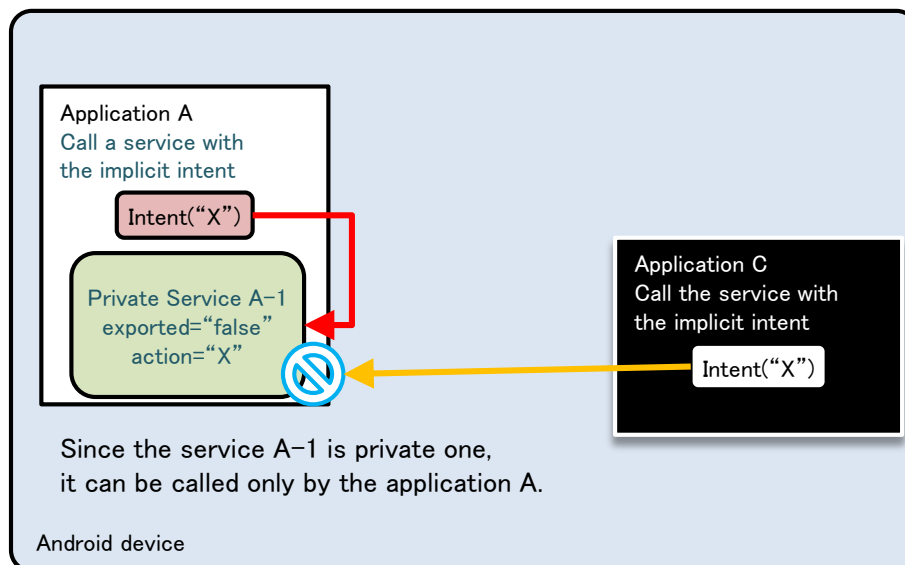 Application A
Call a service with
the implicit intent
Intent(“X”)
Private Service A-1
exported=“false”
action=“X”
Application C
Call the service with
the implicit intent
Intent(“X”)
Since the service A-1 is private one,
it can be called only by the application A.
Android device